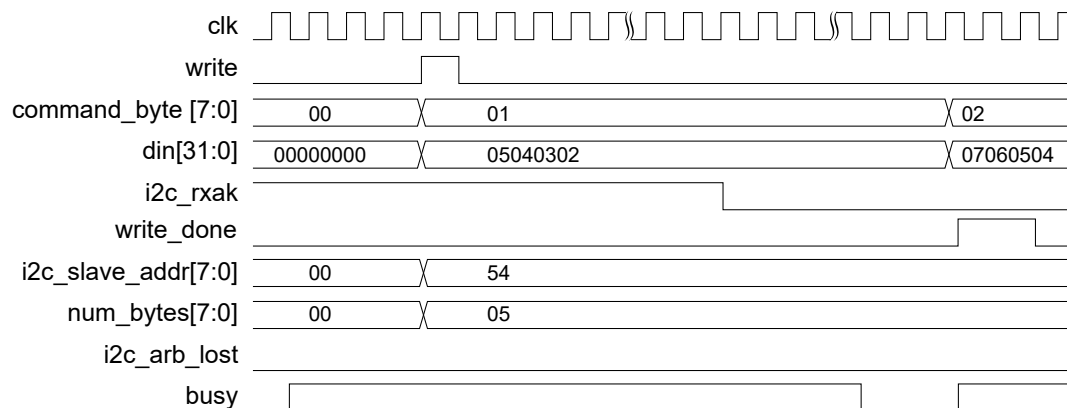 clk
write
command_byte [7:0] 00 01 02
din[31:0] 00000000 05040302 07060504
i2c_rxak
write_done
i2c_slave_addr[7:0] 00 54
num_bytes[7:0] 00 05
i2c_arb_lost
busy